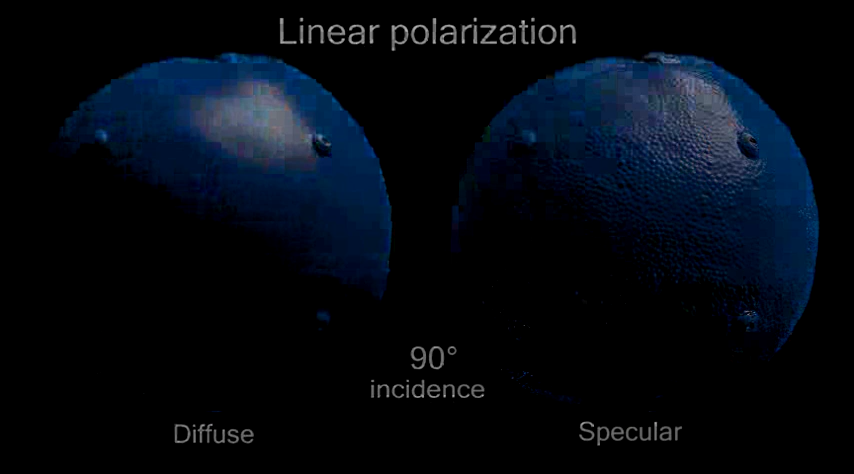 Linear polarization
90°
incidence
Diffuse
Specular